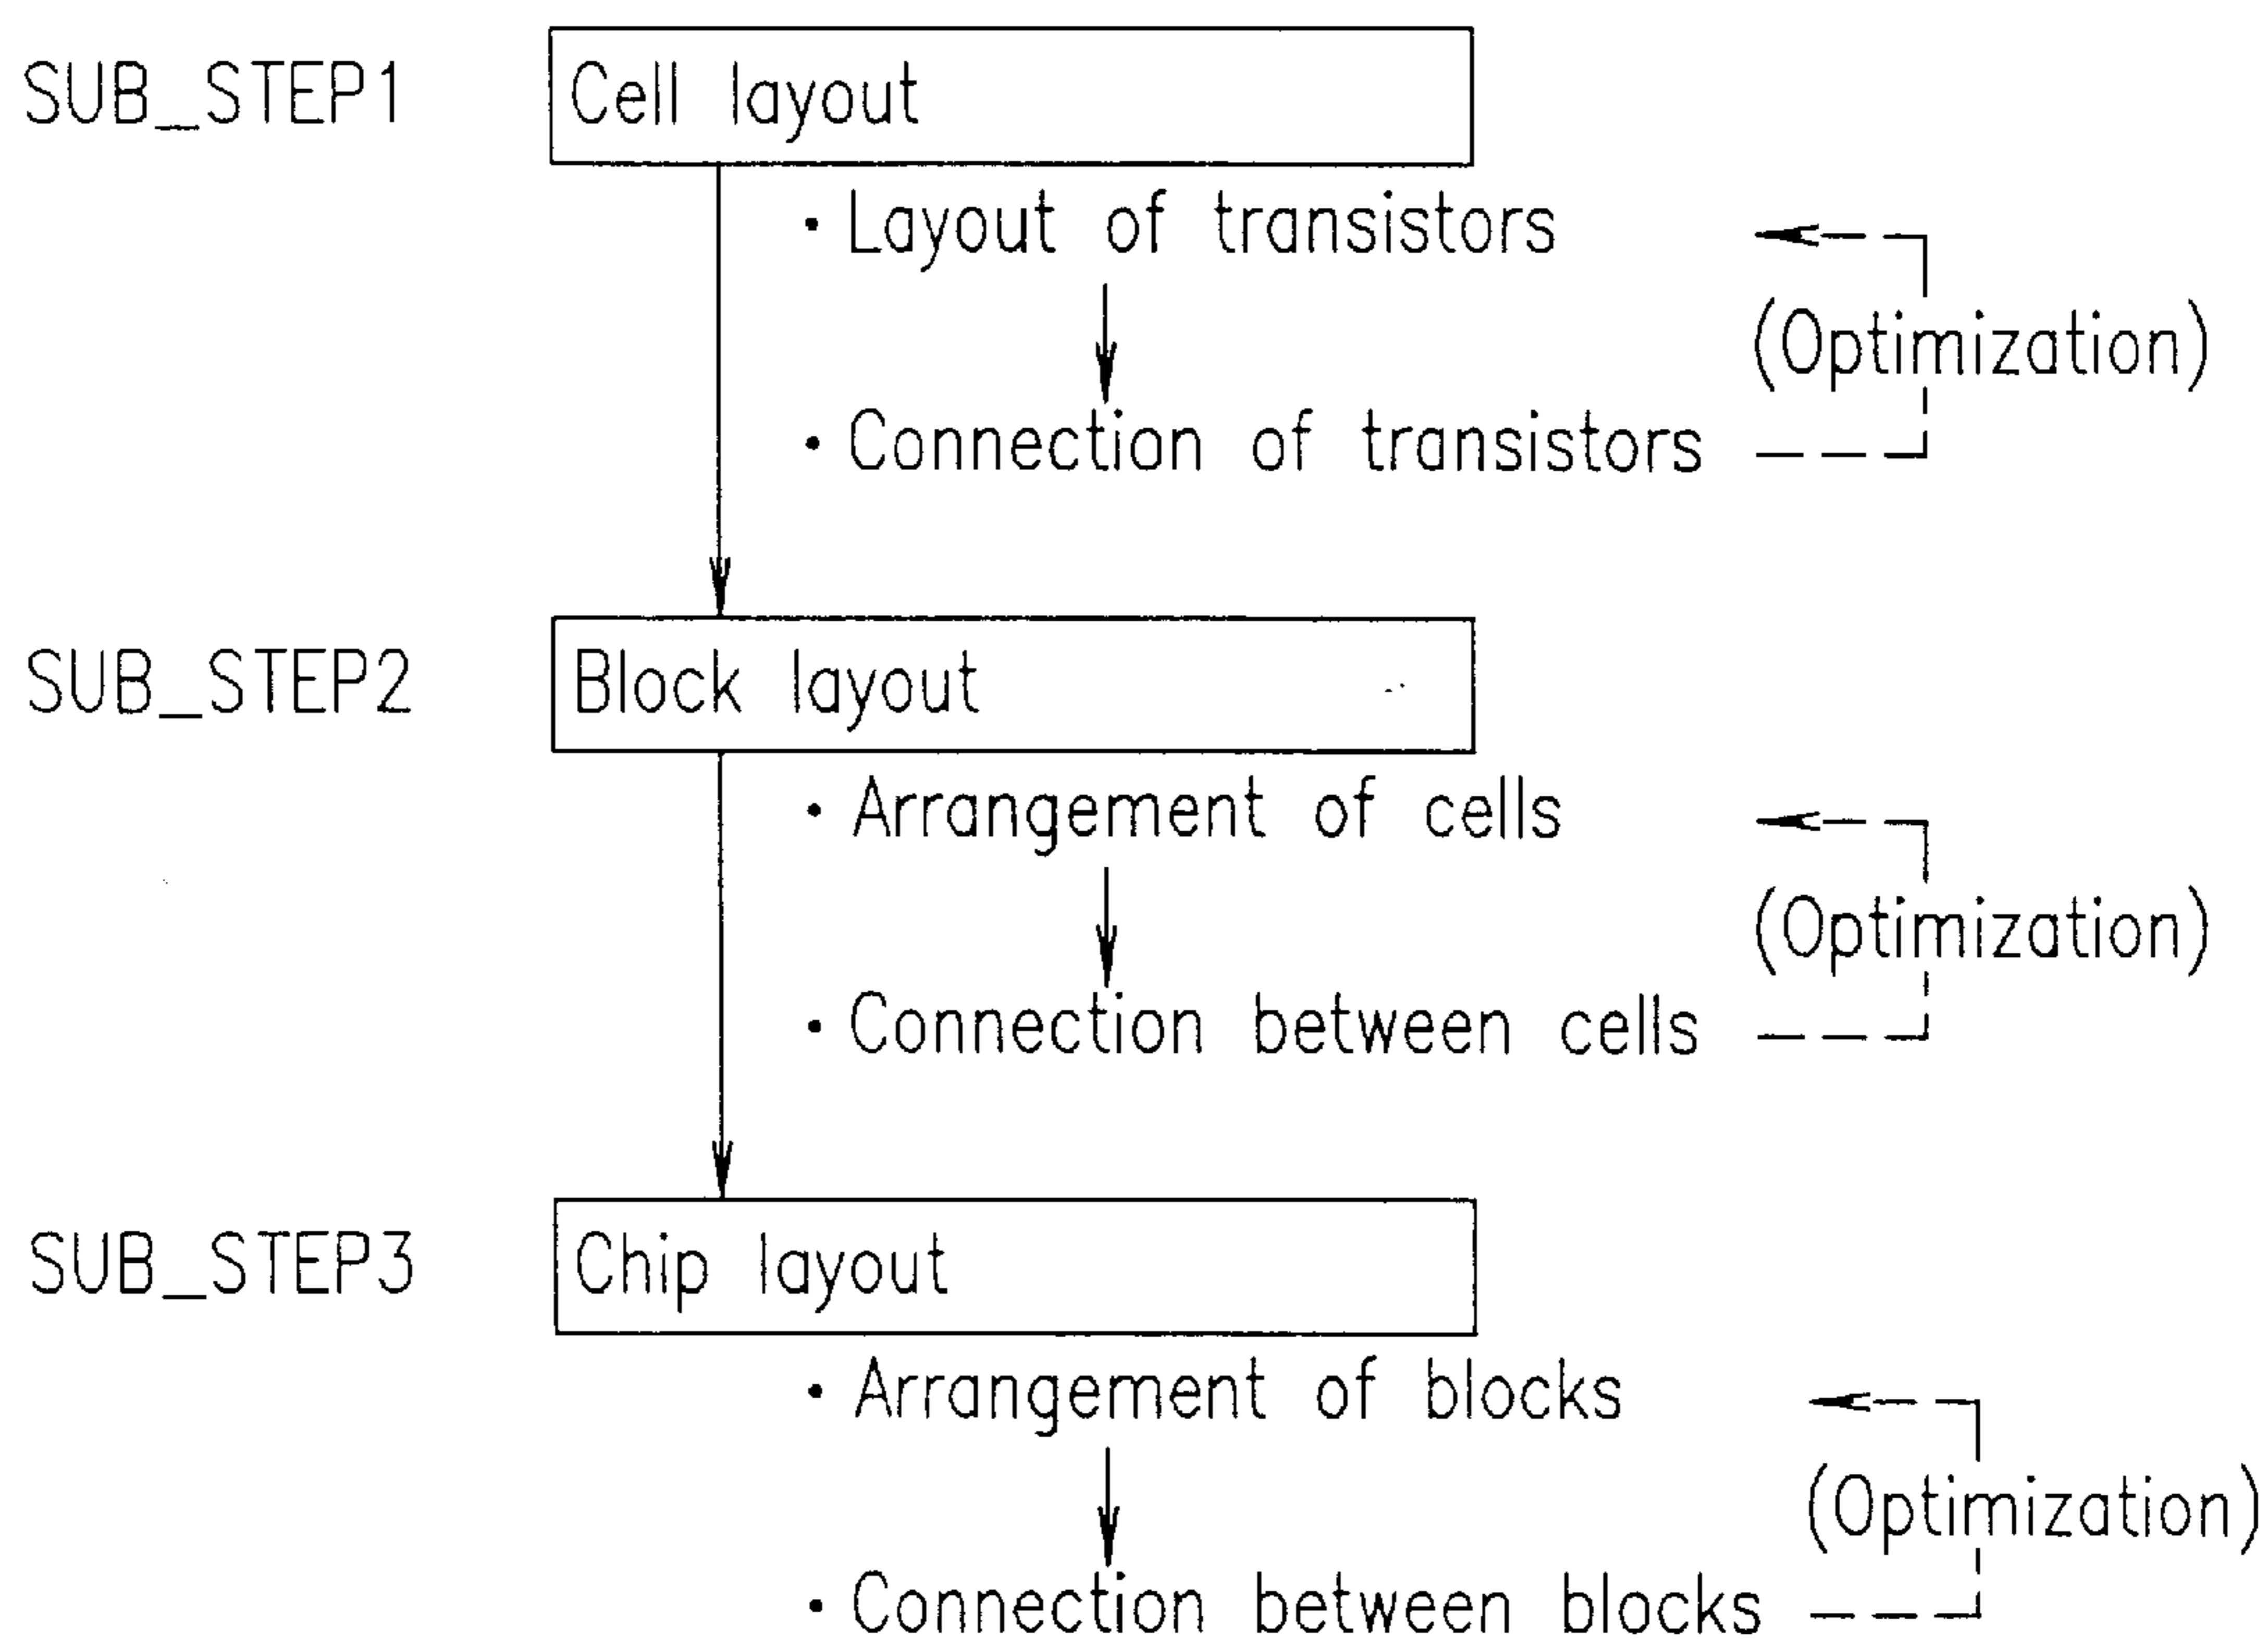 SUB_STEP1 Cell layout
• Layout of transistors
(Optimization)
• Connection of transistors
SUB_STEP2 Block layout
• Arrangement of cells
(Optimization)
• Connection between cells
SUB_STEP3 Chip layout
• Arrangement of blocks
(Optimization)
• Connection between blocks